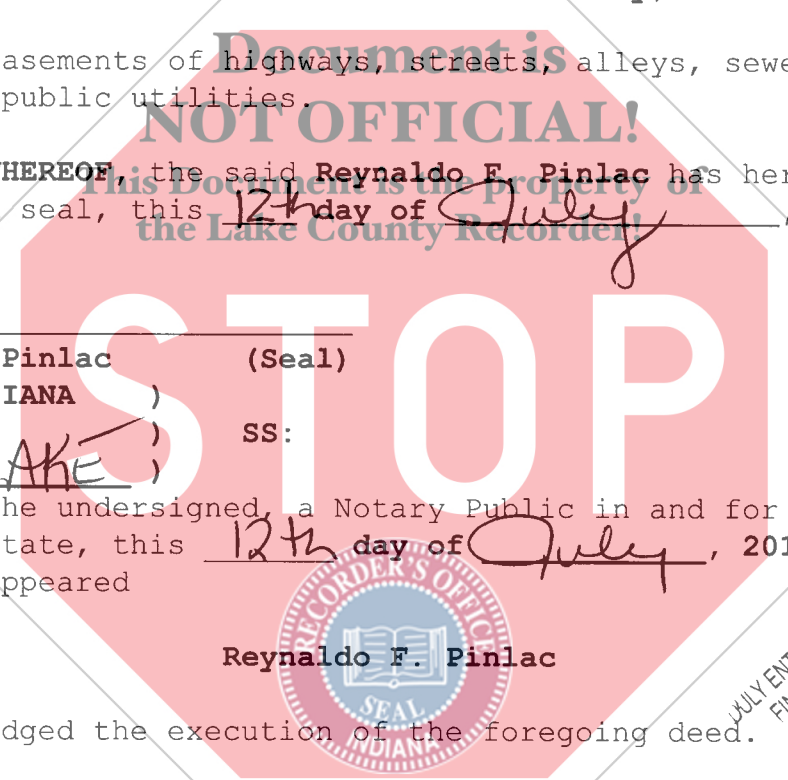 Document is
asements of highways, streets, alleys, sewe
public utilities.
NOT OFFICIAL!
HEREOF, the said Reynaldo F. Pinlac has her
This Document is the property of
seal, this 12th day of July,
the Lake County Recorder!
STOP
Pinlac (Seal)
IANA )
) SS:
AKE )
he undersigned, a Notary Public in and for
tate, this 12th day of July, 201
ppeared
RECORDER'S OFFICE
Reynaldo F. Pinlac
SEAL
INDIANA
dged the execution of the foregoing deed.